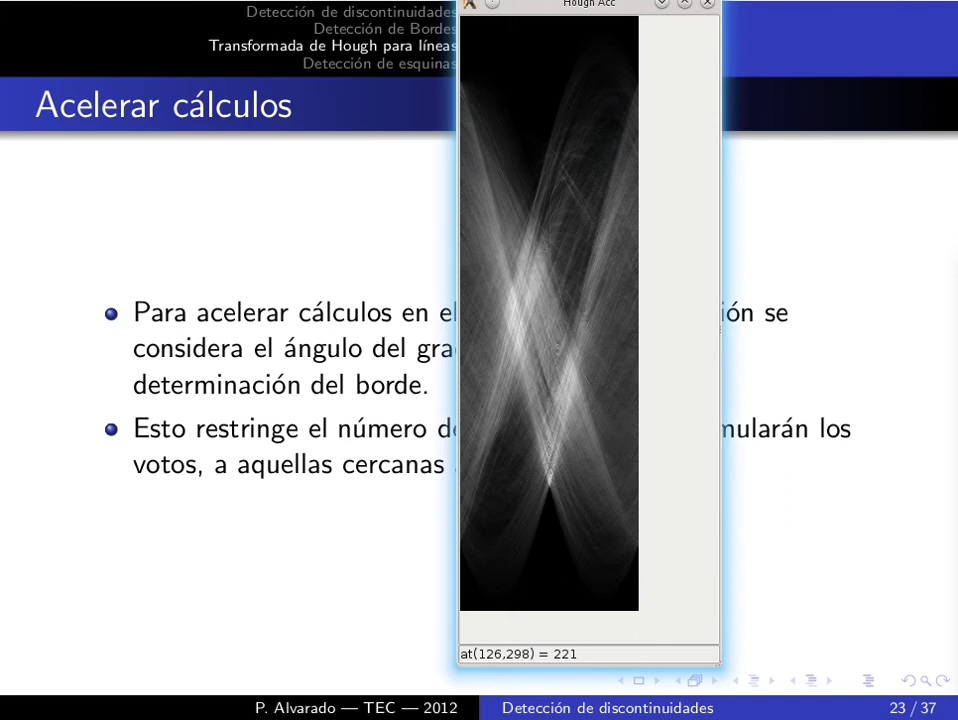 Detección de discontinuidades
Detección de Bordes
Transformada de Hough para líneas
Detección de esquinas
Hough Acc
Acelerar cálculos
Para acelerar cálculos en el
ión se
considera el ángulo del gra
determinación del borde.
Esto restringe el número de
mularán los
votos, a aquellas cercanas
at(126,298) = 221
P. Alvarado — TEC — 2012
Detección de discontinuidades
23 / 37